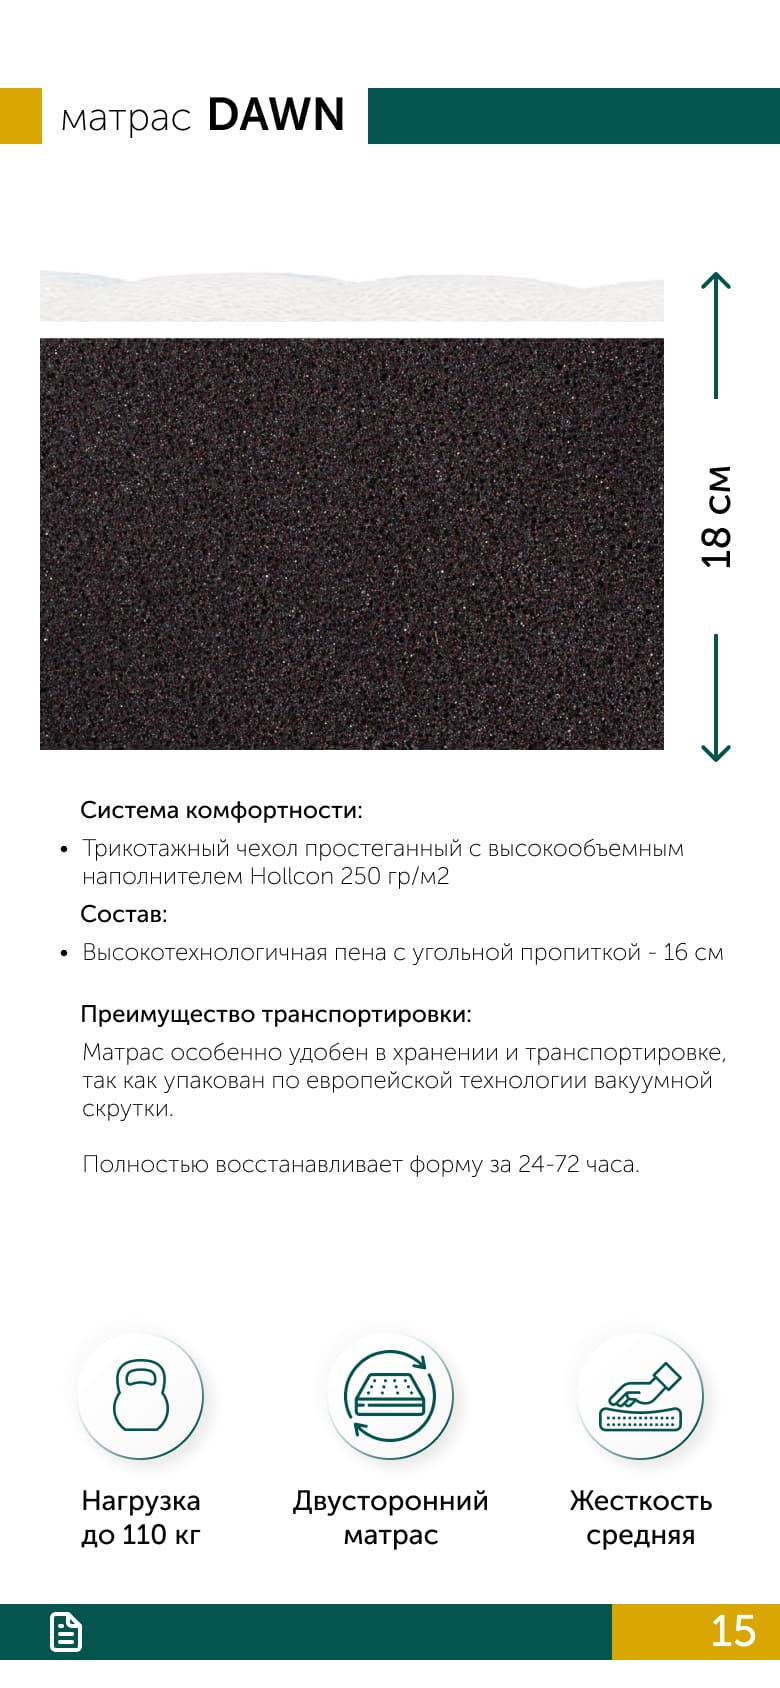 матрас DAWN
18 см
Система комфортности:
• Трикотажный чехол простеганный с высокообъемным
наполнителем Hollcon 250 гр/м2
Состав:
• Высокотехнологичная пена с угольной пропиткой - 16 см
Преимущество транспортировки:
Матрас особенно удобен в хранении и транспортировке,
так как упакован по европейской технологии вакуумной
скрутки.
Полностью восстанавливает форму за 24-72 часа.
Нагрузка
до 110 кг
Двусторонний
матрас
Жесткость
средняя
15